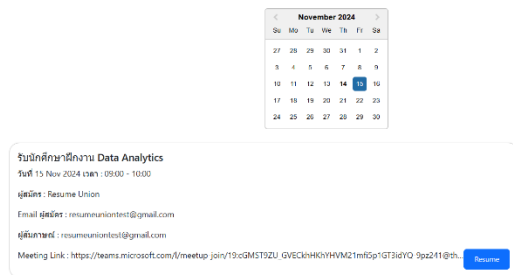 < November 2024 >
Su Mo Tu We Th Fr Sa
27 28 29 30 31 1 2
3 4 5 6 7 8 9
10 11 12 13 14 15 16
17 18 19 20 21 22 23
24 25 26 27 28 29 30
รับนักศึกษาฝึกงาน Data Analytics
วันที่ 15 Nov 2024 เวลา : 09:00 - 10:00
ผู้สมัคร : Resume Union
Email ผู้สมัคร : resumeuniontest@gmail.com
ผู้สัมภาษณ์ : resumeuniontest@gmail.com
Meeting Link : https://teams.microsoft.com/l/meetup-join/19:cGMST9ZU_GVECkhHKhYHVM21mfi5p1GT3idYQ-9pz241@th...
Resume